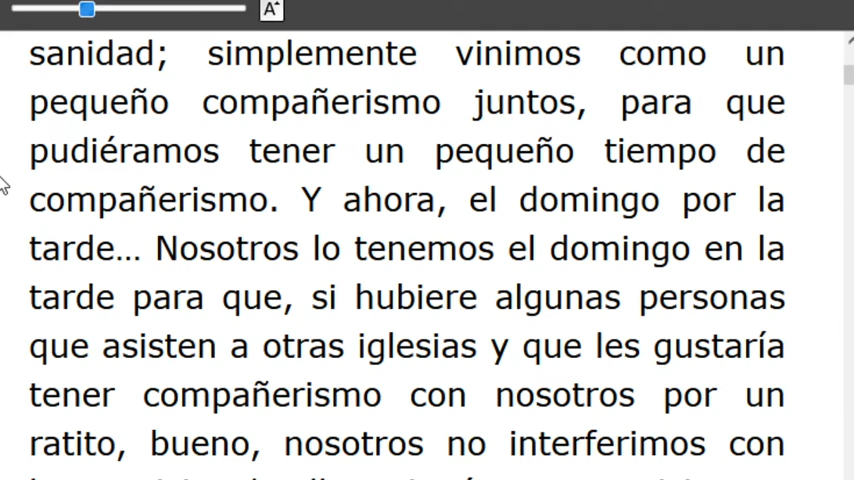 A
sanidad; simplemente vinimos como un
pequeño compañerismo juntos, para que
pudiéramos tener un pequeño tiempo de
compañerismo. Y ahora, el domingo por la
tarde... Nosotros lo tenemos el domingo en la
tarde para que, si hubiere algunas personas
que asisten a otras iglesias y que les gustaría
tener compañerismo con nosotros por un
ratito, bueno, nosotros no interferimos con